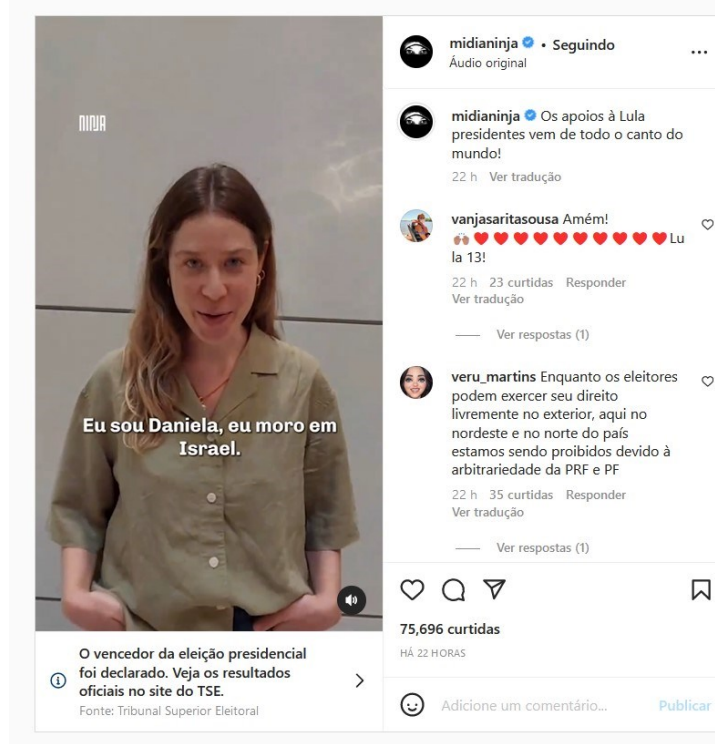 NINJA
Eu sou Daniela, eu moro em
Israel.
O vencedor da eleição presidencial
foi declarado. Veja os resultados
oficiais no site do TSE.
Fonte: Tribunal Superior Eleitoral
midianinja • Seguindo
Áudio original
midianinja Os apoios à Lula
presidentes vem de todo o canto do
mundo!
22 h Ver tradução
vanjasaritasousa Amém!
🙌🏽❤️❤️❤️❤️❤️❤️❤️❤️❤️❤️Lu
la 13!
22 h 23 curtidas Responder
Ver tradução
Ver respostas (1)
veru_martins Enquanto os eleitores
podem exercer seu direito
livremente no exterior, aqui no
nordeste e no norte do país
estamos sendo proibidos devido à
arbitrariedade da PRF e PF
22 h 35 curtidas Responder
Ver tradução
Ver respostas (1)
75,696 curtidas
HÁ 22 HORAS
Adicione um comentário... Publicar